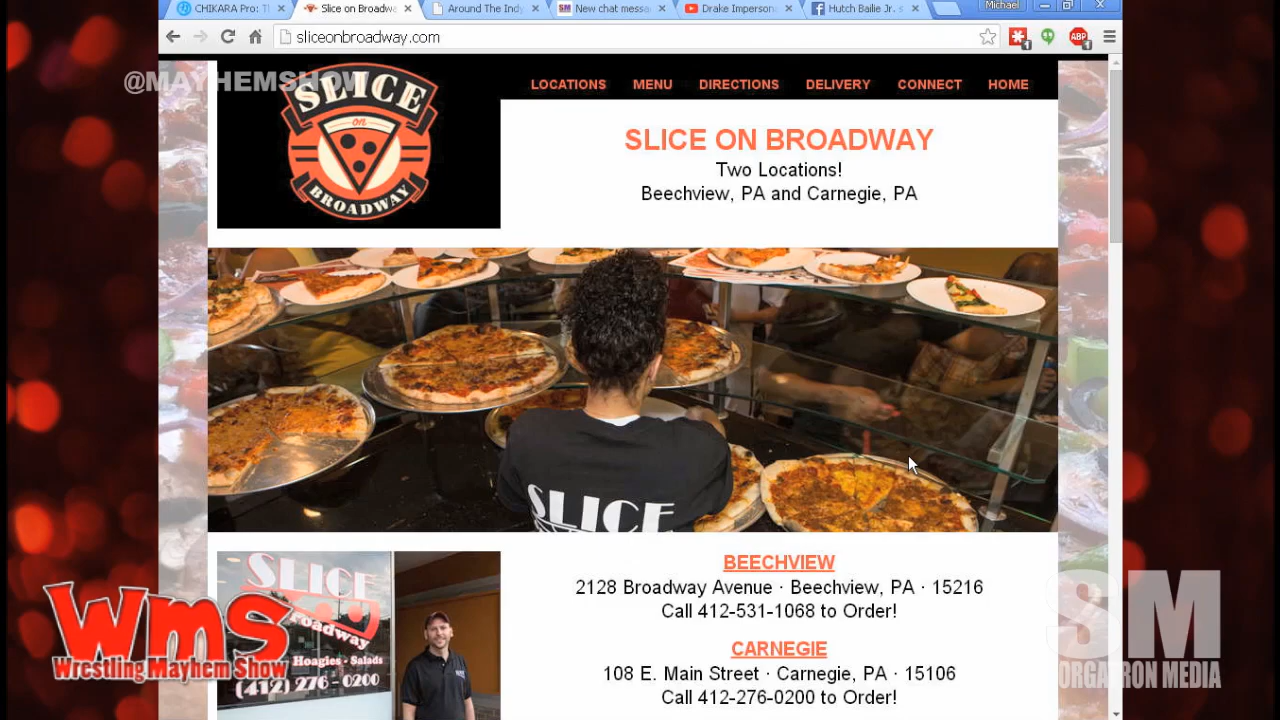 CHIKARA Pro: T
Slice on Broadw
Around The Indy
New chat messa
Drake Impersona
Hutch Bailie Jr. s
Michael
sliceonbroadway.com
ABP
@MAYHEMSHOW
SLICE
on
BROADWAY
LOCATIONS MENU DIRECTIONS DELIVERY CONNECT HOME
SLICE ON BROADWAY
Two Locations!
Beechview, PA and Carnegie, PA
SLICE
BEECHVIEW
2128 Broadway Avenue · Beechview, PA · 15216
Call 412-531-1068 to Order!
CARNEGIE
108 E. Main Street · Carnegie, PA · 15106
Call 412-276-0200 to Order!
SLICE
roadway
Hoagies - Salads
(412) 276 - 0200
WMS
Wrestling Mayhem Show
SM
ORGATRON MEDIA